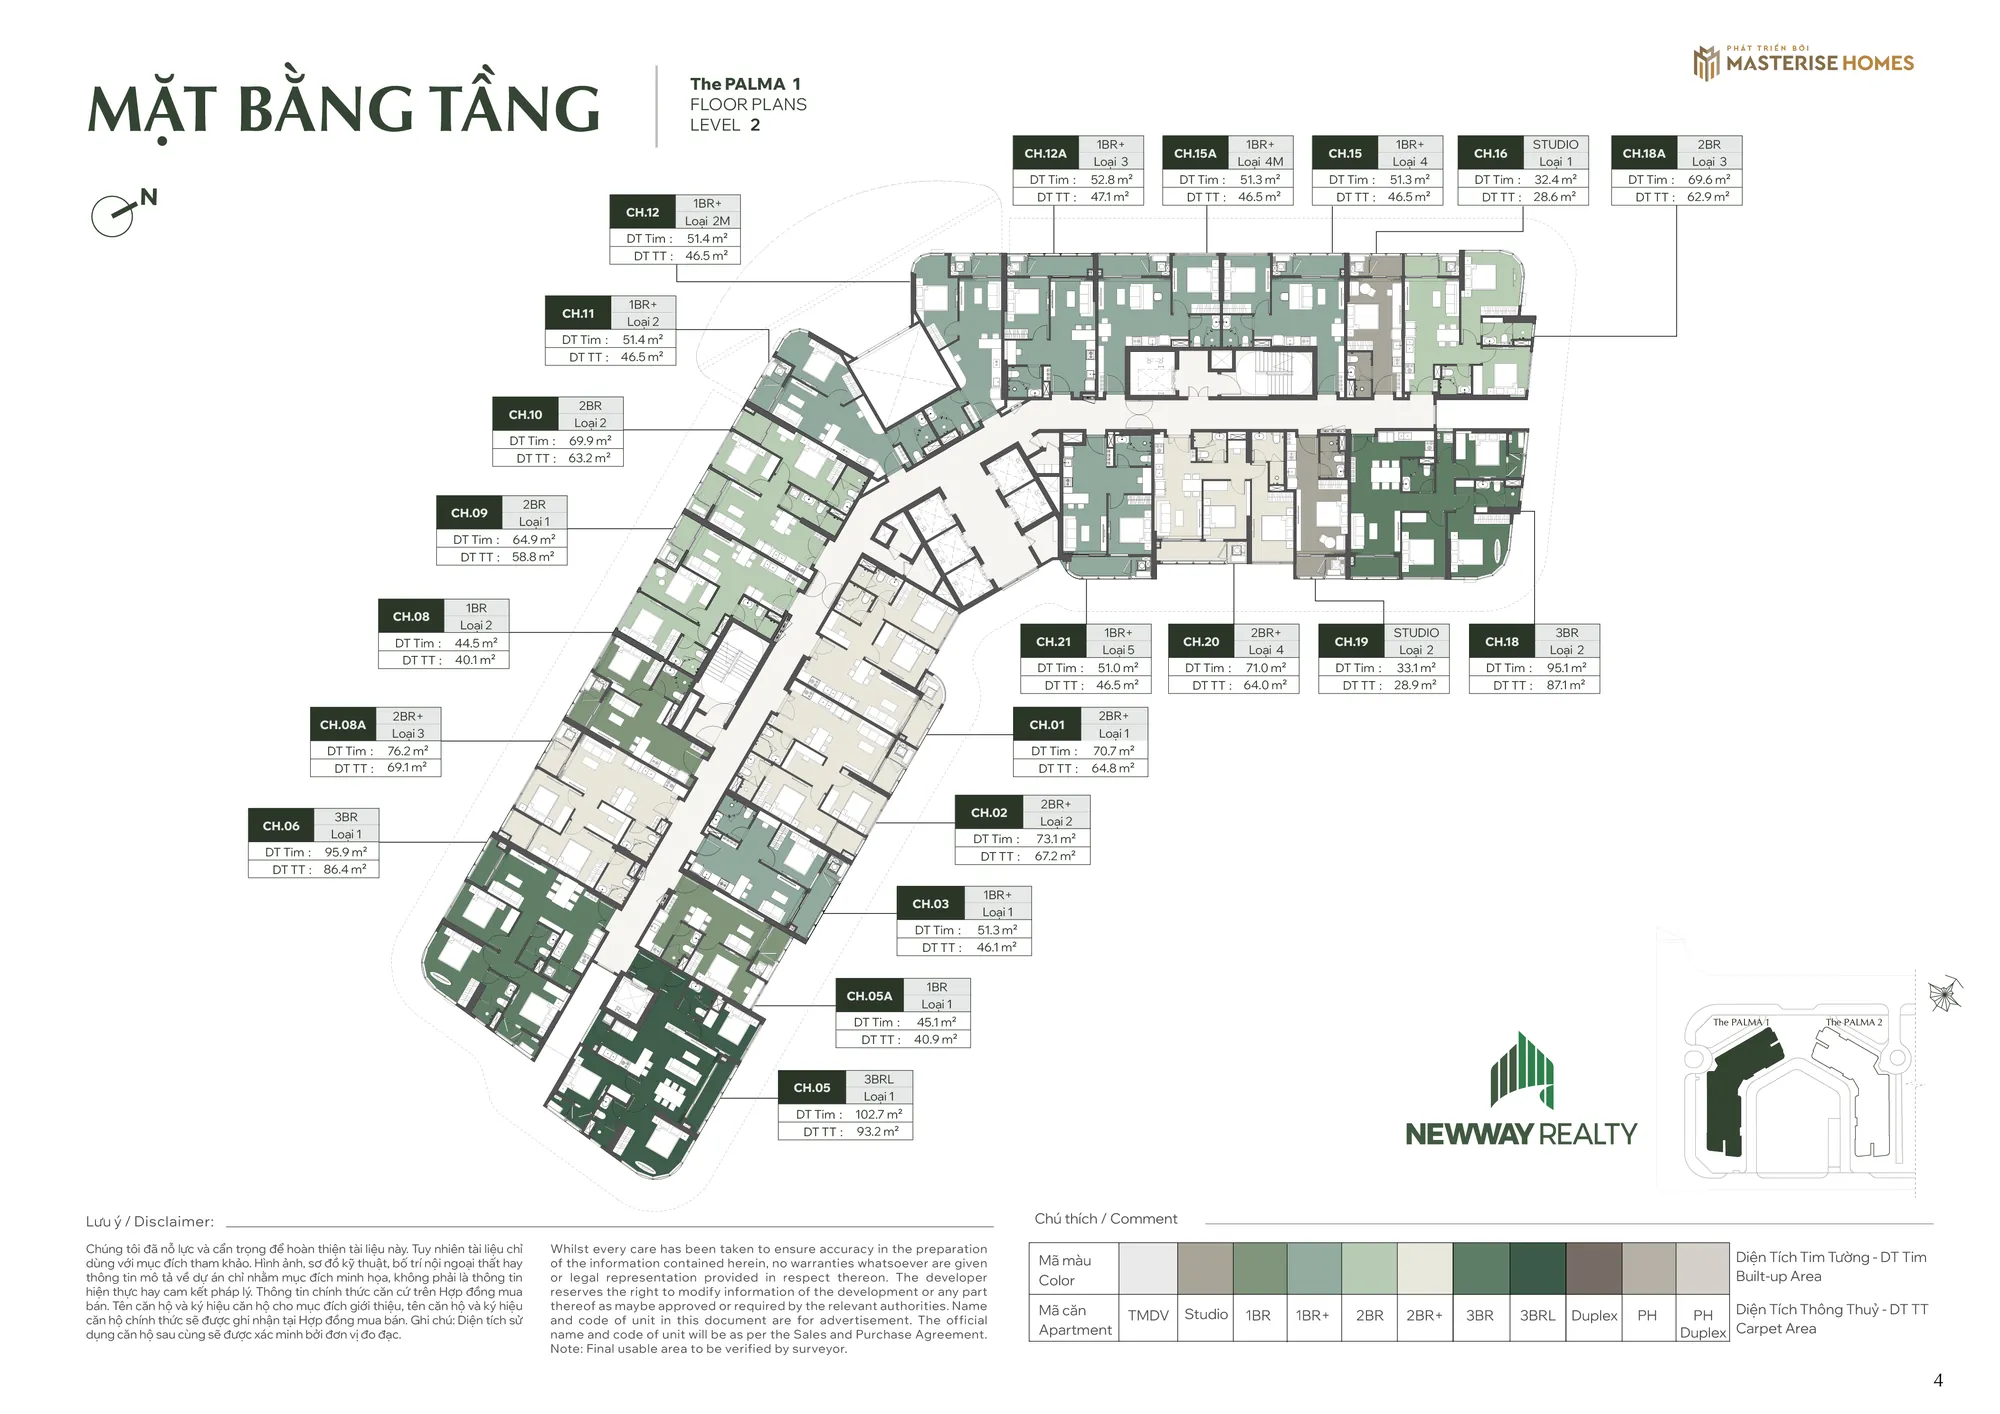 PHÁT TRIỂN BỞI
MASTERISE HOMES
MẶT BẰNG TẦNG
The PALMA 1
FLOOR PLANS
LEVEL 2
N
CH.12A
1BR+
Loại 3
DT Tim : 52.8 m²
DT TT : 47.1 m²
CH.15A
1BR+
Loại 4M
DT Tim : 51.3 m²
DT TT : 46.5 m²
CH.15
1BR+
Loại 4
DT Tim : 51.3 m²
DT TT : 46.5 m²
CH.16
STUDIO
Loại 1
DT Tim : 32.4 m²
DT TT : 28.6 m²
CH.18A
2BR
Loại 3
DT Tim : 69.6 m²
DT TT : 62.9 m²
CH.12
1BR+
Loại 2M
DT Tim : 51.4 m²
DT TT : 46.5 m²
CH.11
1BR+
Loại 2
DT Tim : 51.4 m²
DT TT : 46.5 m²
CH.10
2BR
Loại 2
DT Tim : 69.9 m²
DT TT : 63.2 m²
CH.09
2BR
Loại 1
DT Tim : 64.9 m²
DT TT : 58.8 m²
CH.08
1BR
Loại 2
DT Tim : 44.5 m²
DT TT : 40.1 m²
CH.08A
2BR+
Loại 3
DT Tim : 76.2 m²
DT TT : 69.1 m²
CH.06
3BR
Loại 1
DT Tim : 95.9 m²
DT TT : 86.4 m²
CH.21
1BR+
Loại 5
DT Tim : 51.0 m²
DT TT : 46.5 m²
CH.20
2BR+
Loại 4
DT Tim : 71.0 m²
DT TT : 64.0 m²
CH.19
STUDIO
Loại 2
DT Tim : 33.1 m²
DT TT : 28.9 m²
CH.18
3BR
Loại 2
DT Tim : 95.1 m²
DT TT : 87.1 m²
CH.01
2BR+
Loại 1
DT Tim : 70.7 m²
DT TT : 64.8 m²
CH.02
2BR+
Loại 2
DT Tim : 73.1 m²
DT TT : 67.2 m²
CH.03
1BR+
Loại 1
DT Tim : 51.3 m²
DT TT : 46.1 m²
CH.05A
1BR
Loại 1
DT Tim : 45.1 m²
DT TT : 40.9 m²
CH.05
3BRL
Loại 1
DT Tim : 102.7 m²
DT TT : 93.2 m²
NEWWAY REALTY
The PALMA 1
The PALMA 2
Lưu ý / Disclaimer:
Chúng tôi đã nỗ lực và cẩn trọng để hoàn thiện tài liệu này. Tuy nhiên tài liệu chỉ
dùng với mục đích tham khảo. Hình ảnh, sơ đồ kỹ thuật, bố trí nội ngoại thất hay
thông tin mô tả về dự án chỉ nhằm mục đích minh họa, không phải là thông tin
hiện thực hay cam kết pháp lý. Thông tin chính thức căn cứ trên Hợp đồng mua
bán. Tên căn hộ và ký hiệu căn hộ cho mục đích giới thiệu, tên căn hộ và ký hiệu
căn hộ chính thức sẽ được ghi nhận tại Hợp đồng mua bán. Ghi chú: Diện tích sử
dụng căn hộ sau cùng sẽ được xác minh bởi đơn vị đo đạc.
Whilst every care has been taken to ensure accuracy in the preparation
of the information contained herein, no warranties whatsoever are given
or legal representation provided in respect thereon. The developer
reserves the right to modify information of the development or any part
thereof as maybe approved or required by the relevant authorities. Name
and code of unit in this document are for advertisement. The official
name and code of unit will be as per the Sales and Purchase Agreement.
Note: Final usable area to be verified by surveyor.
Chú thích / Comment
Mã màu
Color
Mã căn
Apartment
TMDV
Studio
1BR
1BR+
2BR
2BR+
3BR
3BRL
Duplex
PH
PH
Duplex
Diện Tích Tim Tường - DT Tim
Built-up Area
Diện Tích Thông Thuỷ - DT TT
Carpet Area
4